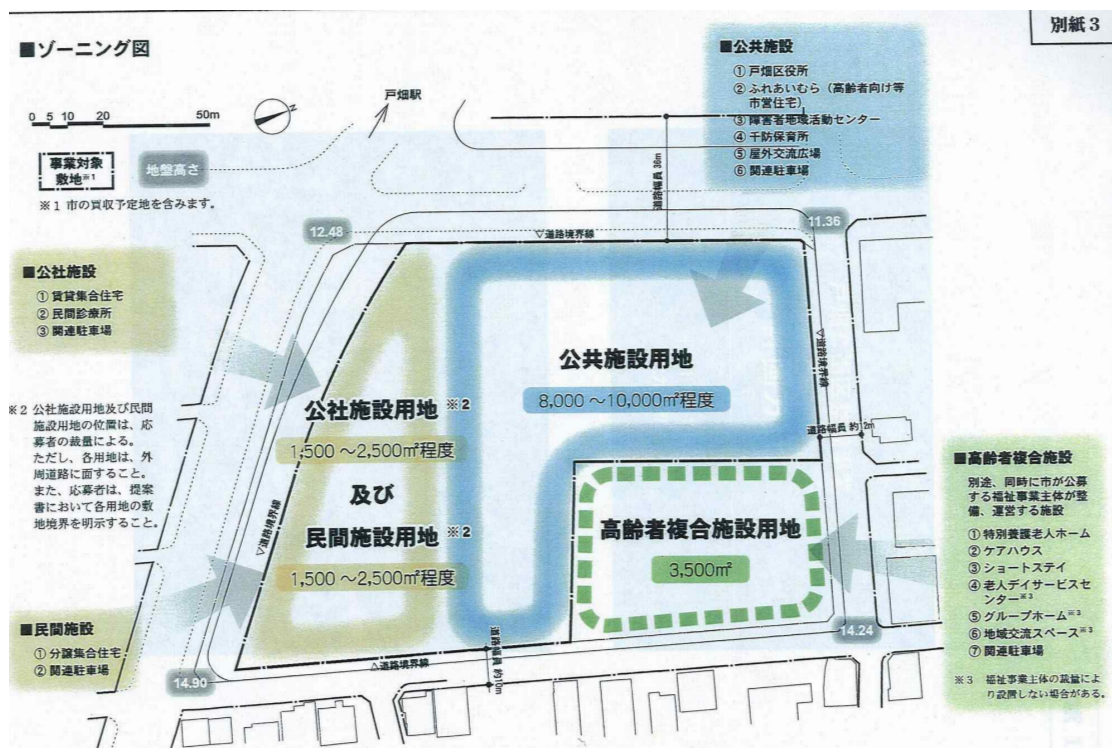 別紙3
■ゾーニング図
0 5 10 20 50m
N
戸畑駅
事業対象
敷地※1
地盤高さ
※1 市の買収予定地を含みます。
■公共施設
① 戸畑区役所
② ふれあいむら（高齢者向け等
市営住宅）
③ 障害者地域活動センター
④ 千防保育所
⑤ 屋外交流広場
⑥ 関連駐車場
道路幅員 36m
12.48
▽道路境界線
11.36
■公社施設
① 賃貸集合住宅
② 民間診療所
③ 関連駐車場
※2 公社施設用地及び民間
施設用地の位置は、応
募者の裁量による。
ただし、各用地は、外
周道路に面すること。
また、応募者は、提案
書において各用地の敷
地境界を明示すること。
公共施設用地
8,000 ～10,000㎡程度
▽道路境界線
道路幅員 約12m
公社施設用地※2
1,500 ～2,500㎡程度
及び
民間施設用地※2
1,500 ～2,500㎡程度
▽道路境界線
高齢者複合施設用地
3,500㎡
■高齢者複合施設
別途、同時に市が公募
する福祉事業主体が整
備、運営する施設
① 特別養護老人ホーム
② ケアハウス
③ ショートステイ
④ 老人デイサービスセ
ンター※3
⑤ グループホーム※3
⑥ 地域交流スペース※3
⑦ 関連駐車場
※3 福祉事業主体の裁量によ
り設置しない場合がある。
■民間施設
① 分譲集合住宅
② 関連駐車場
14.90
△道路境界線
道路幅員 約10m
14.24